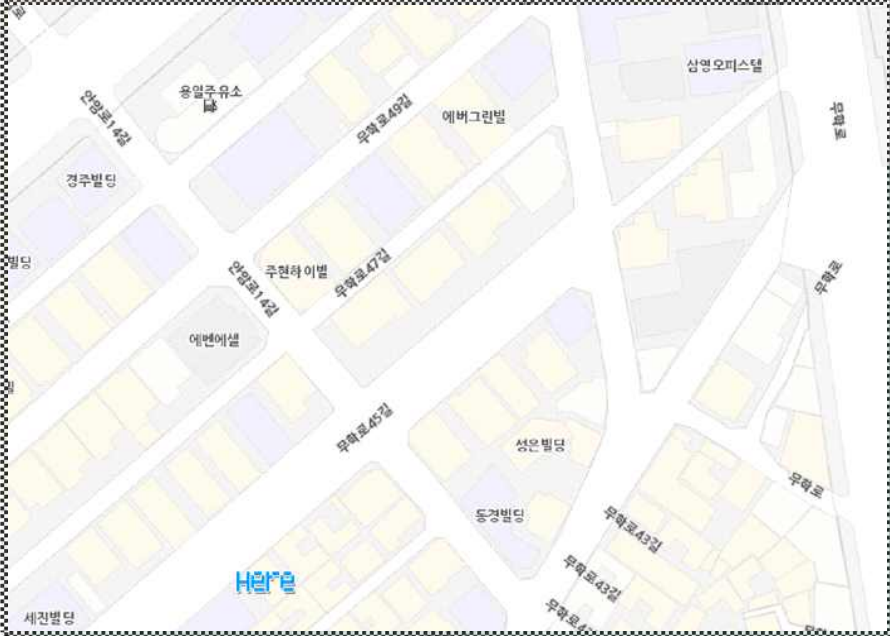 용일주유소
삼영오피스텔
안암로14길
무학로49길
에버그린빌
무학로
경주빌딩
빌딩
안암로14길
주현하이빌
무학로47길
무학로
에벤에셀
빌
무학로45길
성은빌딩
무학로
동경빌딩
무학로43길
무학로43길
Here
세진빌딩